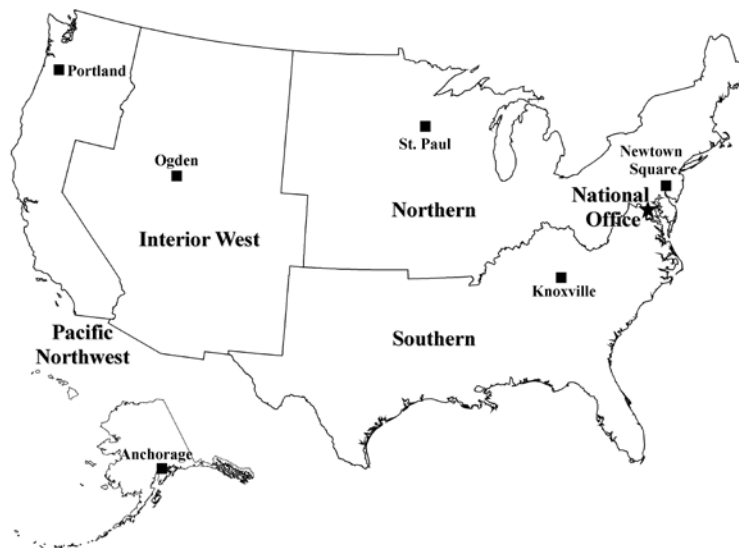 Portland
St. Paul
Newtown
Square
Ogden
National
Office
Northern
Interior West
Knoxville
Pacific
Northwest
Southern
Anchorage